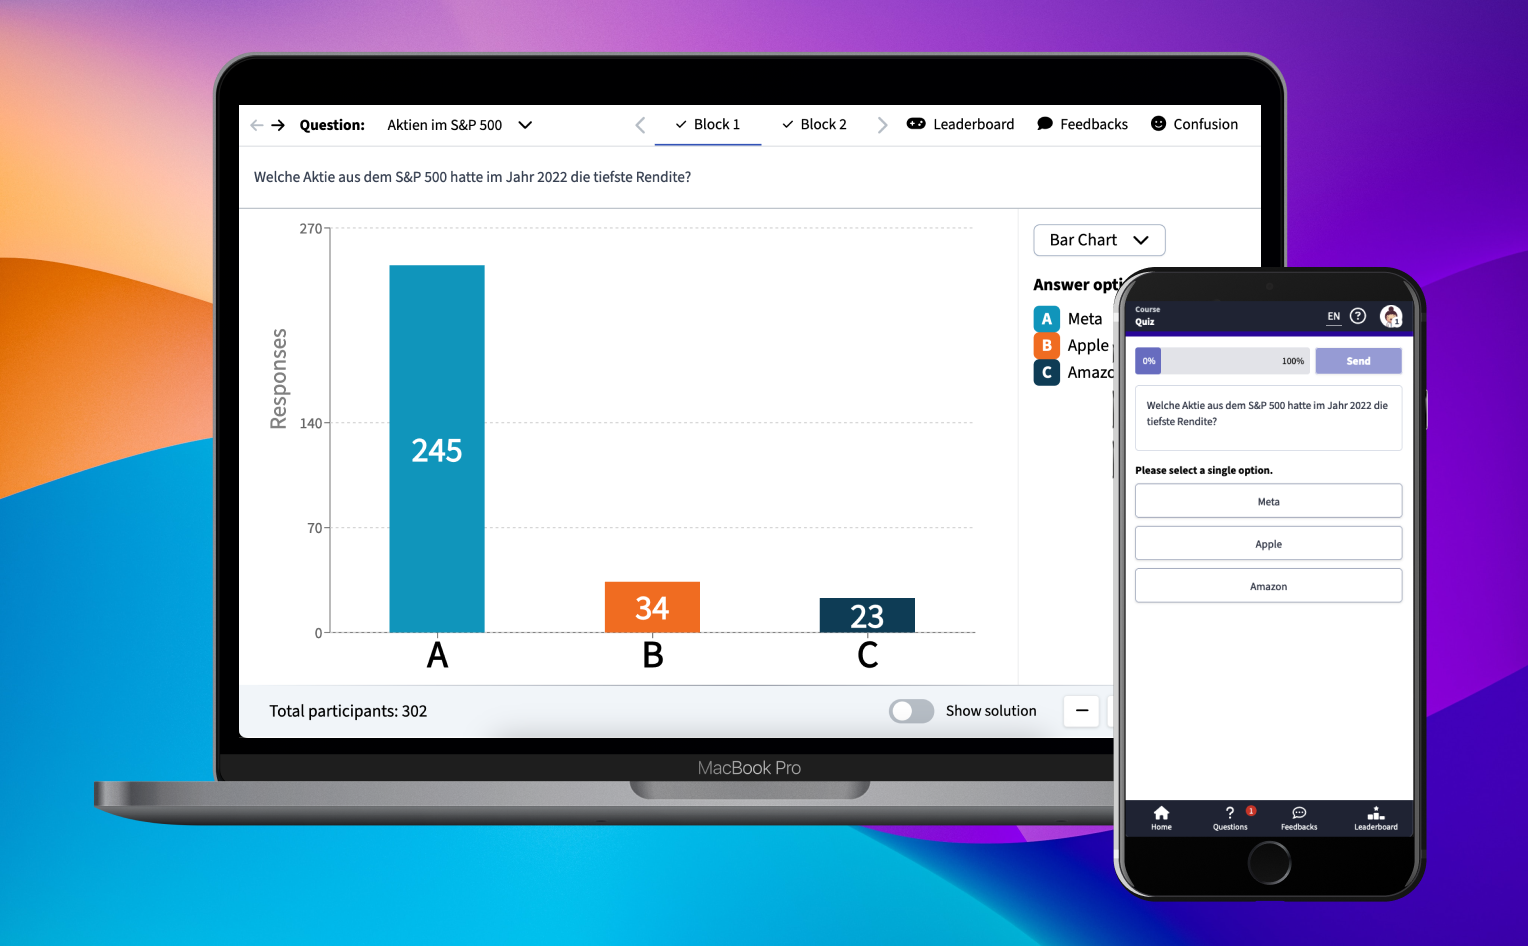 Question: Aktien im S&P 500
Block 1 Block 2 Leaderboard Feedbacks Confusion
Welche Aktie aus dem S&P 500 hatte im Jahr 2022 die tiefste Rendite?
270
140
70
0
Responses
245
34
23
A B C
Bar Chart
Answer
A Meta
B Apple
C
Total participants: 302
Show solution
MacBook Pro
Course
Quiz
EN ?
1
0% 100% Send
Welche Aktie aus dem S&P 500 hatte im Jahr 2022 die
tiefste Rendite?
Please select a single option.
Meta
Apple
Amazon
? 1
Home Questions Feedbacks Leaderboard